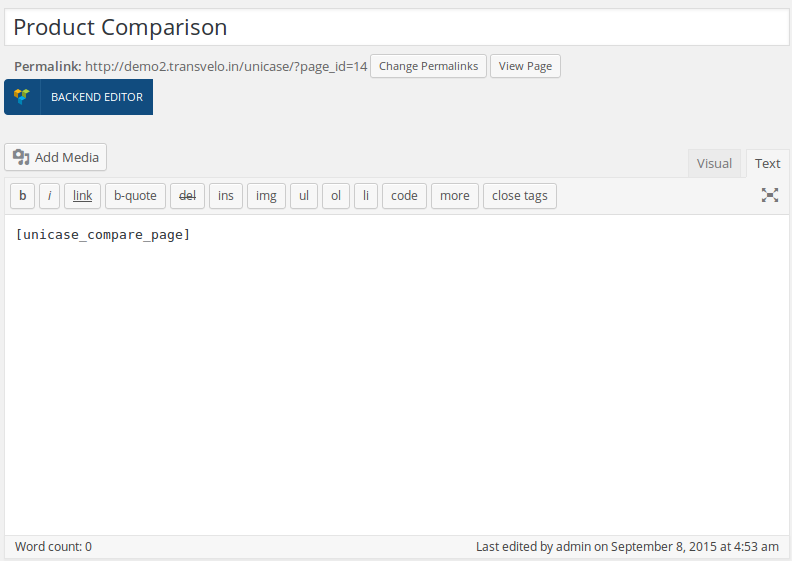 Product Comparison
Permalink: http://demo2.transvelo.in/unicase/?page_id=14 Change Permalinks View Page
BACKEND EDITOR
Add Media
Visual Text
b i link b-quote del ins img ul ol li code more close tags
[unicase_compare_page]
Word count: 0 Last edited by admin on September 8, 2015 at 4:53 am